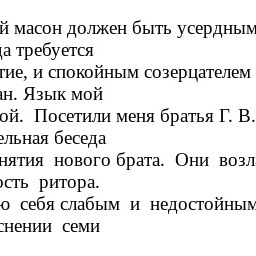 й масон должен быть усердным
да требуется
тие, и спокойным созерцателем
ан. Язык мой
ой. Посетили меня братья Г. В.
ельная беседа
нятия нового брата. Они возл
ость ритора.
ю себя слабым и недостойным
снении семи